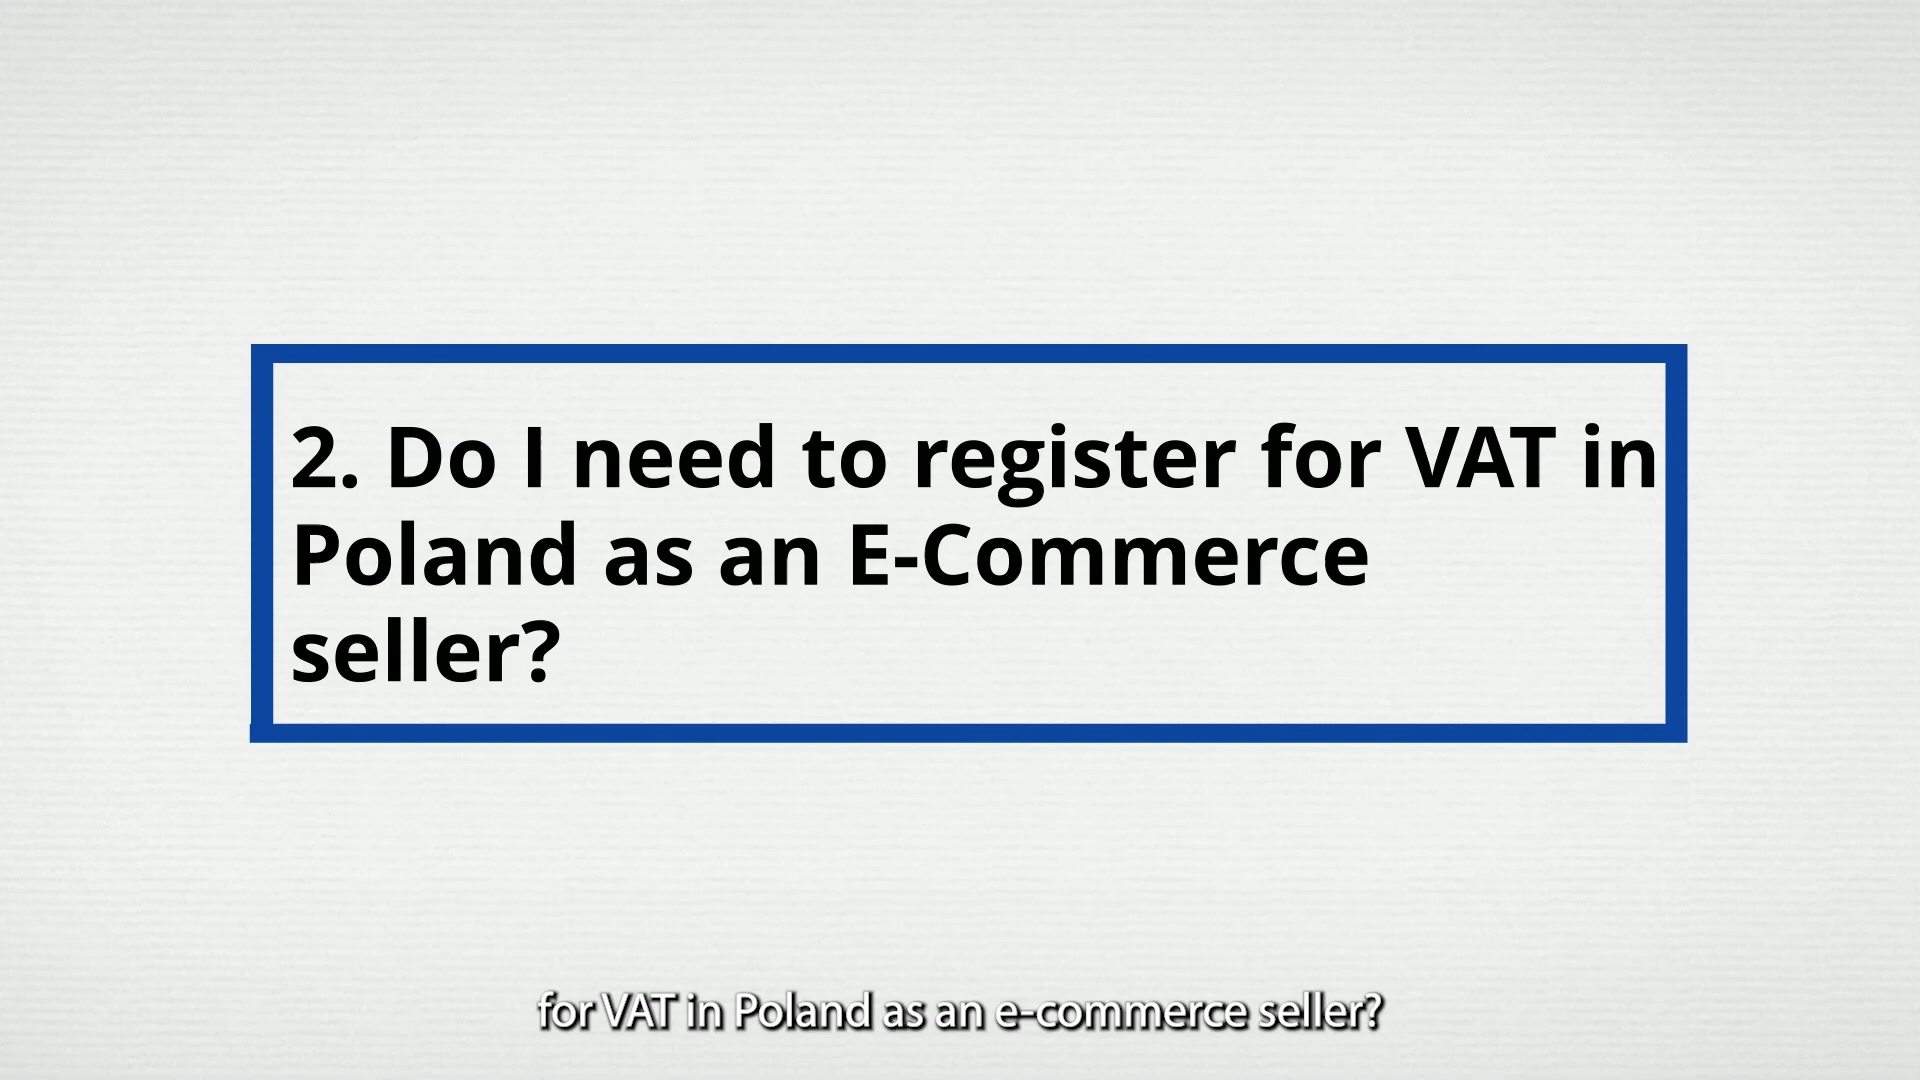 2. Do I need to register for VAT in
Poland as an E-Commerce
seller?
for VAT in Poland as an e-commerce seller?